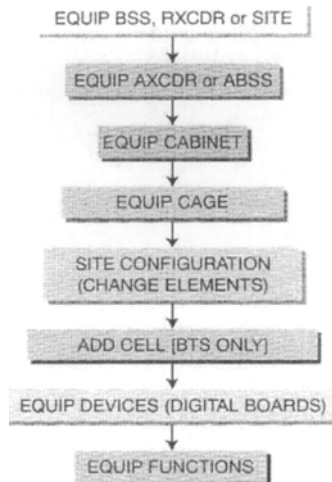 EQUIP BSS, RXCDR or SITE
EQUIP AXCDR or ABSS
EQUIP CABINET
EQUIP CAGE
SITE CONFIGURATION
(CHANGE ELEMENTS)
ADD CELL [BTS ONLY]
EQUIP DEVICES (DIGITAL BOARDS)
EQUIP FUNCTIONS